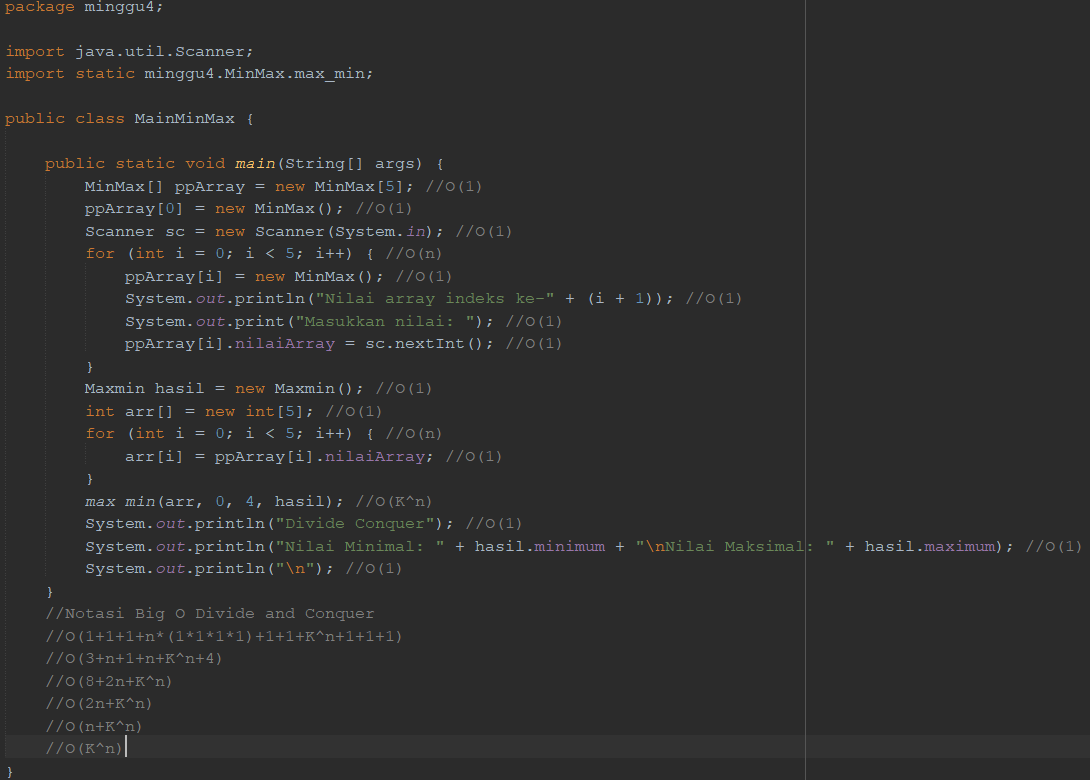 package minggu4;
import java.util.Scanner;
import static minggu4.MinMax.max_min;
public class MainMinMax {
public static void main(String[] args) {
MinMax[] ppArray = new MinMax[5]; //O(1)
ppArray[0] = new MinMax(); //O(1)
Scanner sc = new Scanner(System.in); //O(1)
for (int i = 0; i < 5; i++) { //O(n)
ppArray[i] = new MinMax(); //O(1)
System.out.println("Nilai array indeks ke-" + (i + 1)); //O(1)
System.out.print("Masukkan nilai: "); //O(1)
ppArray[i].nilaiArray = sc.nextInt(); //O(1)
}
Maxmin hasil = new Maxmin(); //O(1)
int arr[] = new int[5]; //O(1)
for (int i = 0; i < 5; i++) { //O(n)
arr[i] = ppArray[i].nilaiArray; //O(1)
}
max_min(arr, 0, 4, hasil); //O(K^n)
System.out.println("Divide Conquer"); //O(1)
System.out.println("Nilai Minimal: " + hasil.minimum + "\nNilai Maksimal: " + hasil.maximum); //O(1)
System.out.println("\n"); //O(1)
}
//Notasi Big O Divide and Conquer
//O(1+1+1+n*(1*1*1*1)+1+1+K^n+1+1+1)
//O(3+n+1+n+K^n+4)
//O(8+2n+K^n)
//O(2n+K^n)
//O(n+K^n)
//O(K^n)
}